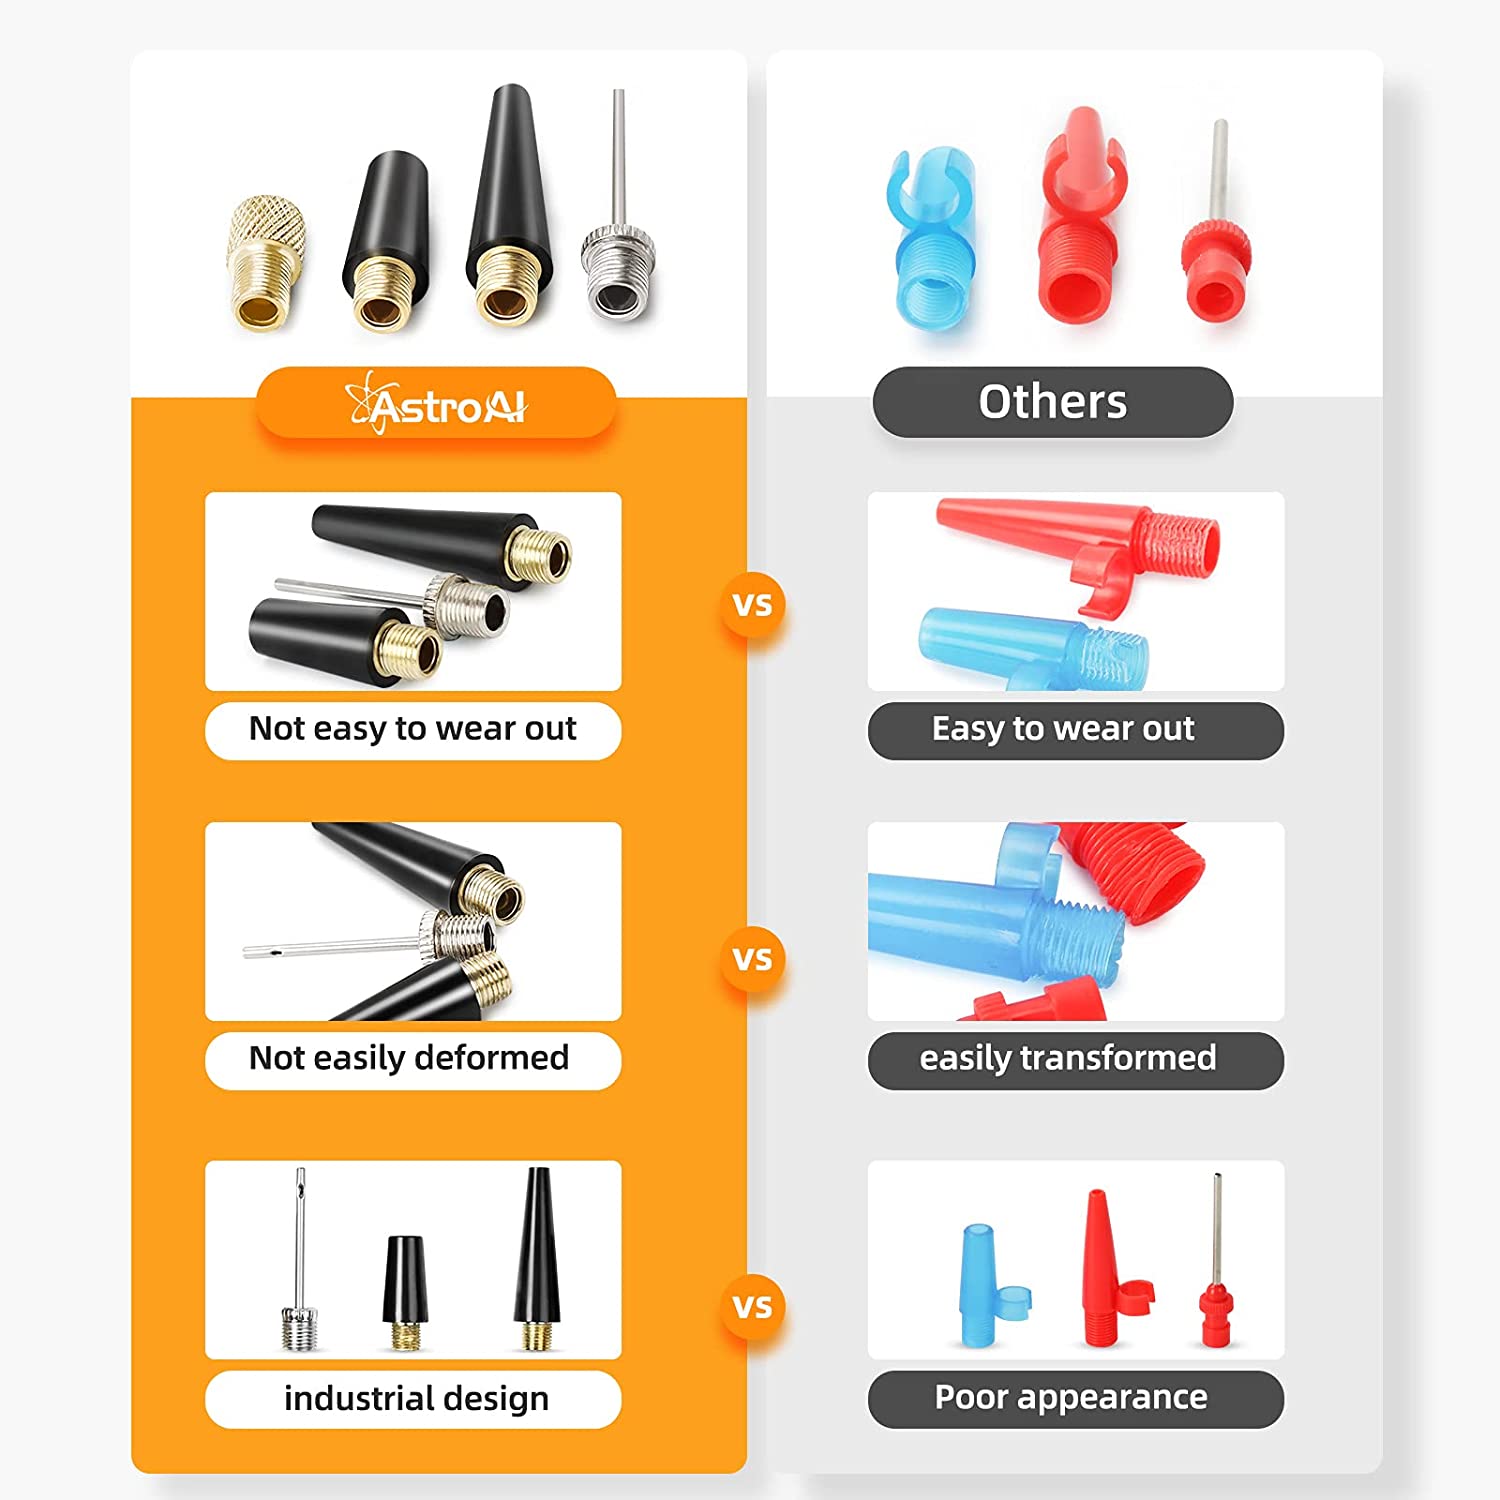 AstroAI
Others
Not easy to wear out
vs
Easy to wear out
Not easily deformed
vs
easily transformed
industrial design
vs
Poor appearance